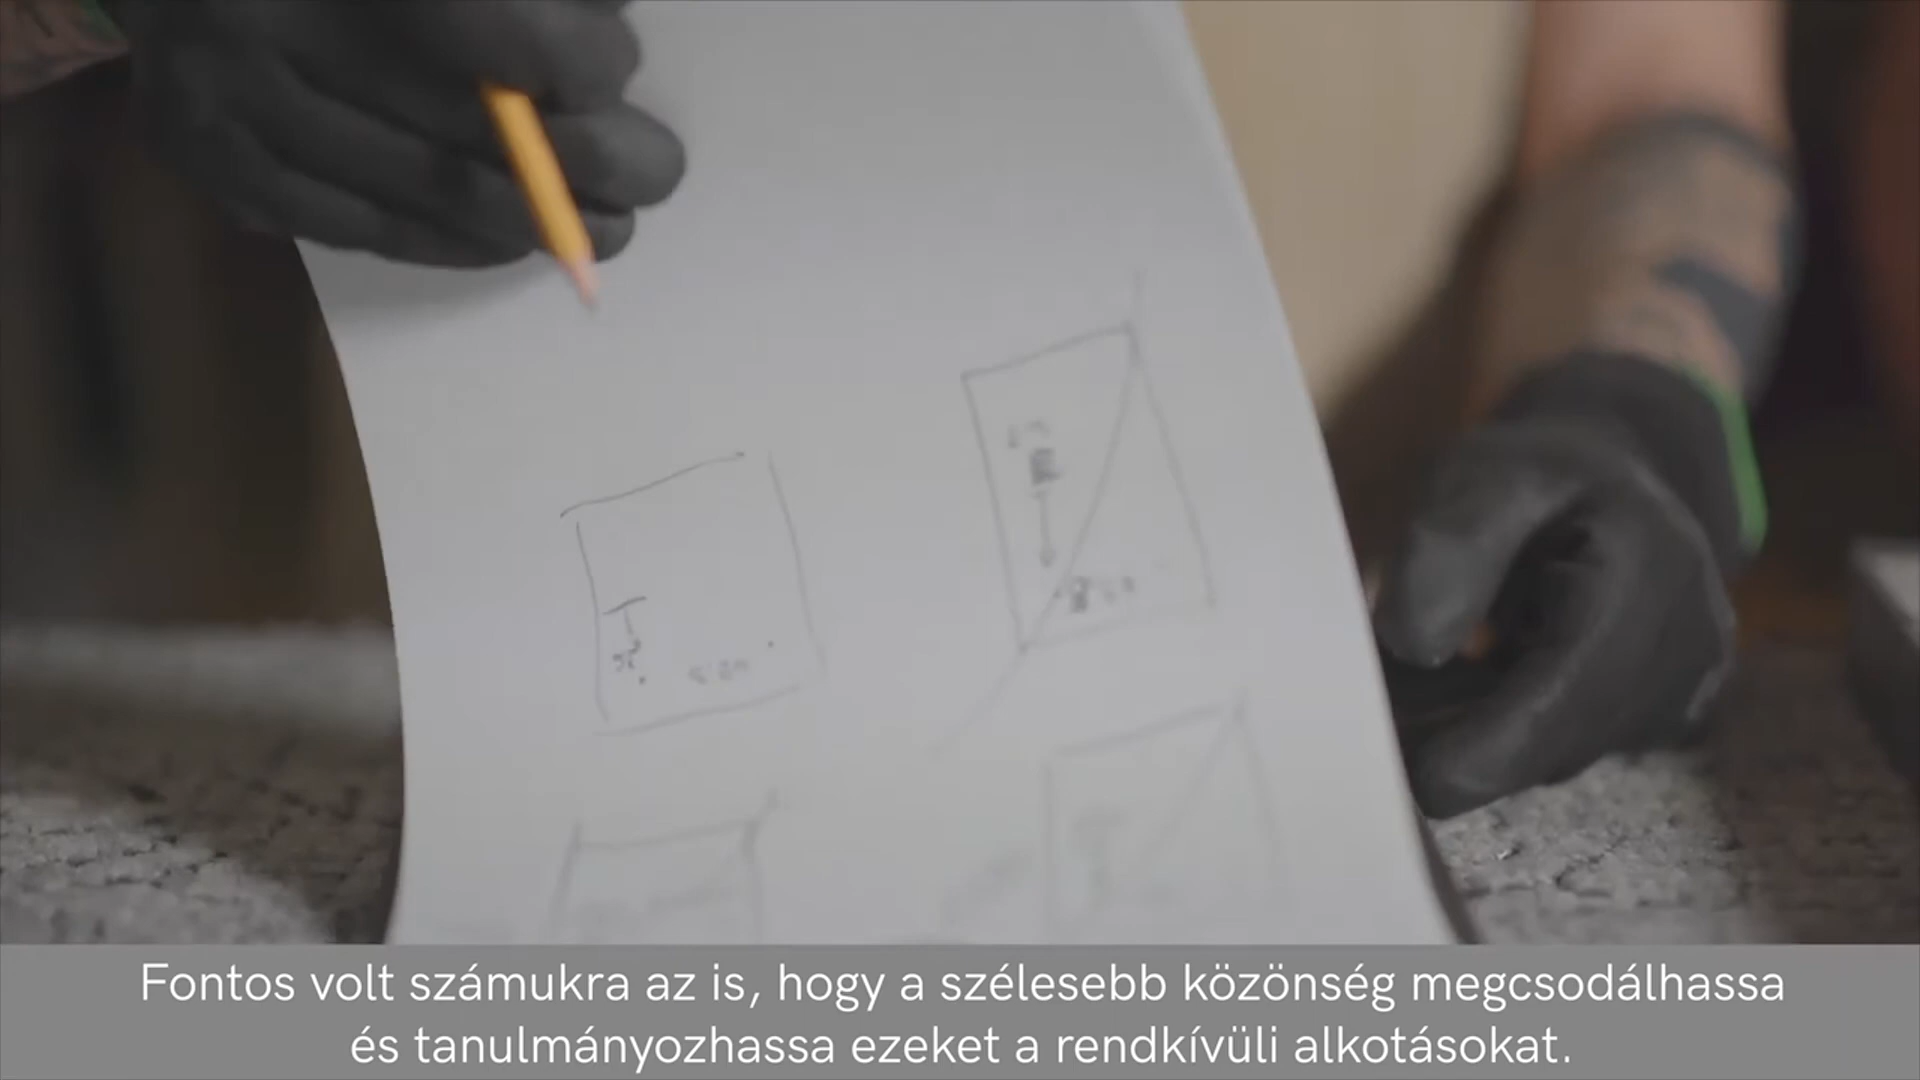 Fontos volt számukra az is, hogy a szélesebb közönség megcsodálhassa
és tanulmányozhassa ezeket a rendkívüli alkotásokat.